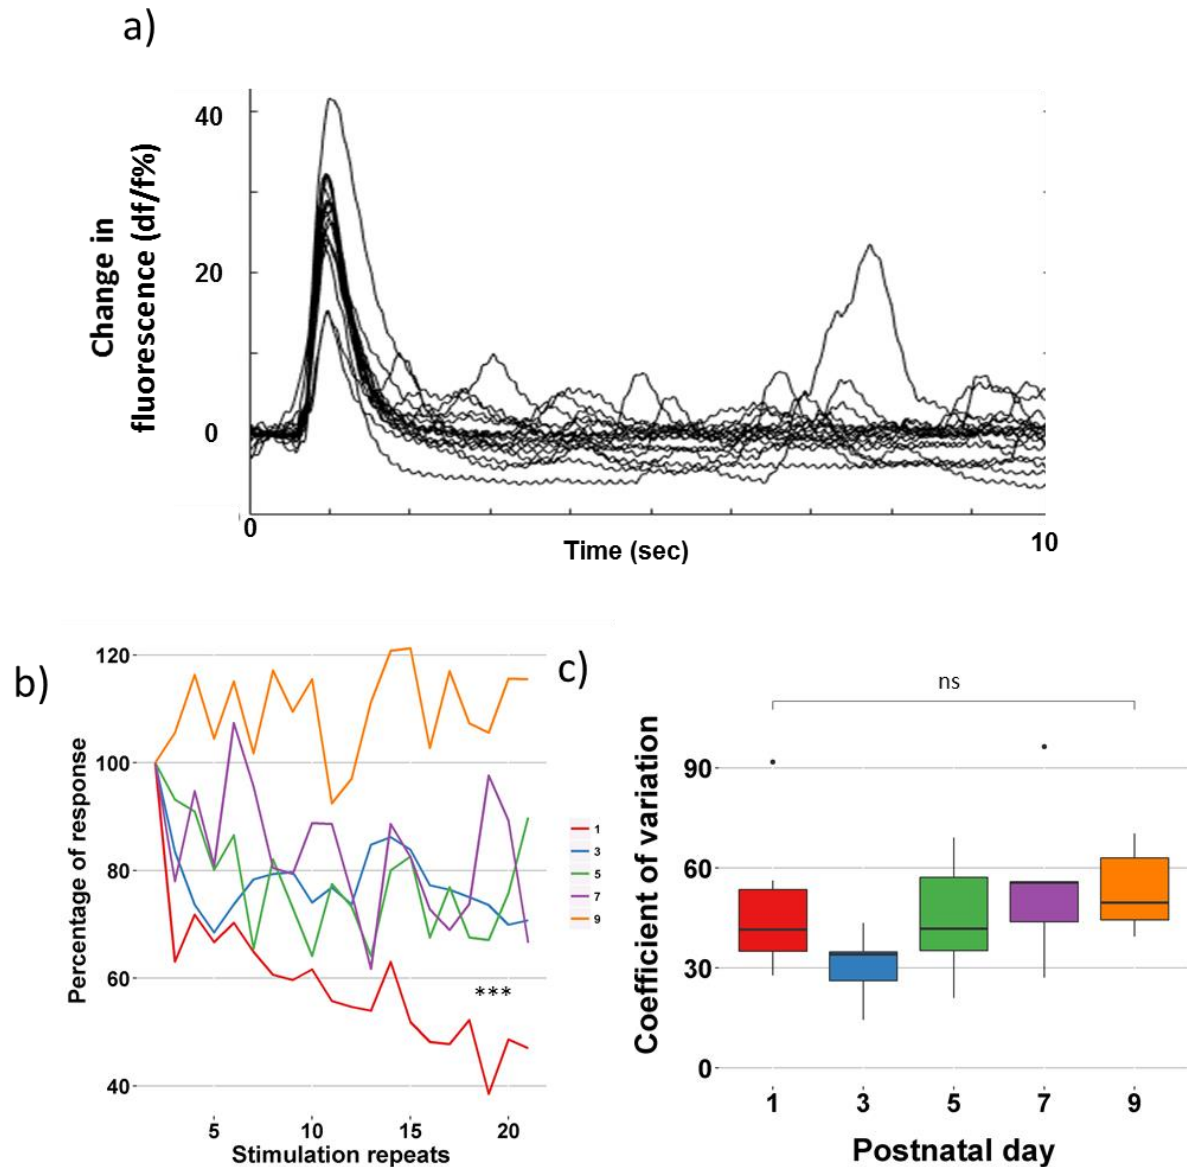 a)
Change in
fluorescence (df/f%)
40
20
0
0
10
Time (sec)
b)
Percentage of response
120
100
80
60
40
***
5
10
15
20
Stimulation repeats
1
3
5
7
9
c)
ns
Coefficient of variation
90
60
30
0
1
3
5
7
9
Postnatal day